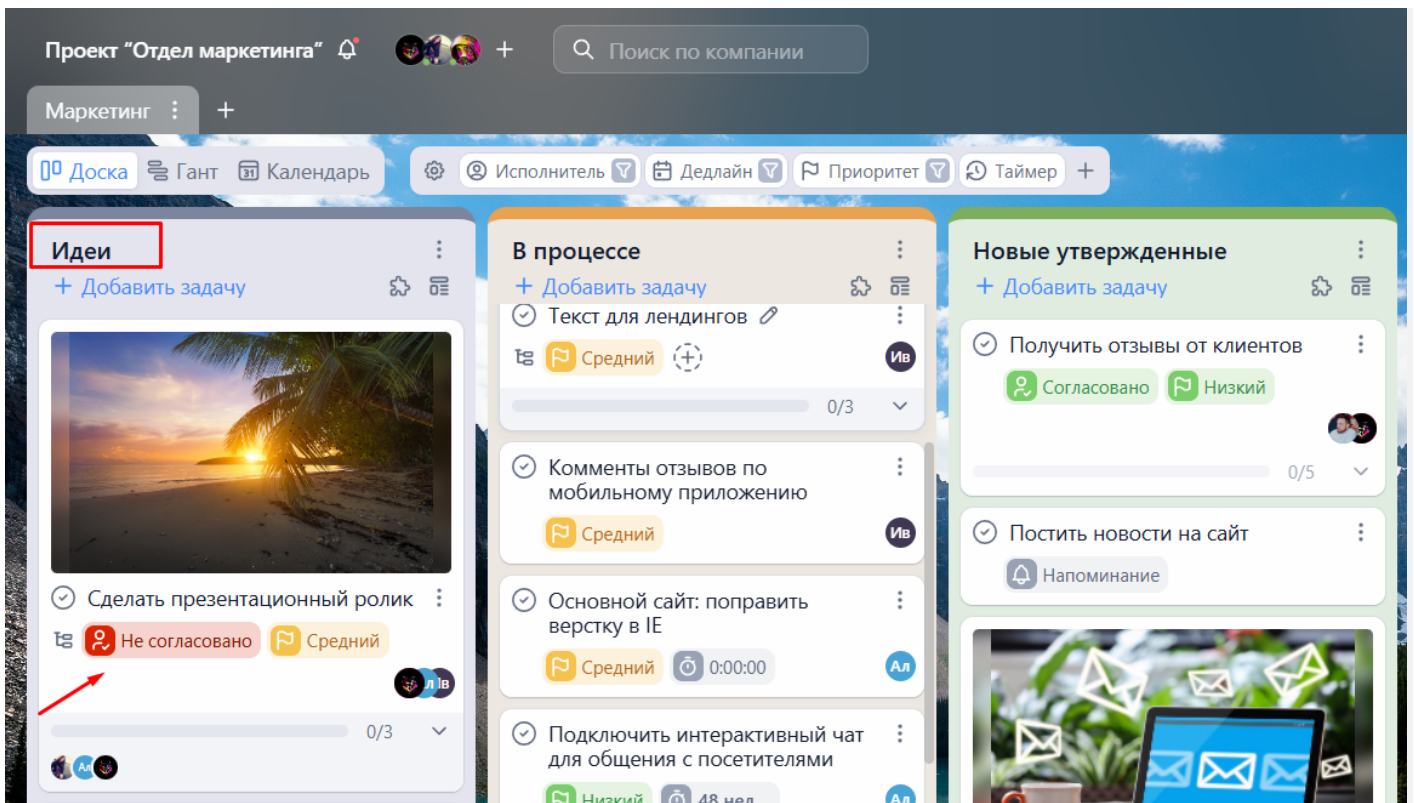 Проект “Отдел маркетинга”
Поиск по компании
Маркетинг
Доска
Гант
31
Календарь
Исполнитель
Дедлайн
Приоритет
Таймер
Идеи
Добавить задачу
Сделать презентационный ролик
Не согласовано
Средний
0/3
Ал
В процессе
Добавить задачу
Текст для лендингов
Средний
Ив
0/3
Комменты отзывов по
мобильному приложению
Средний
Ив
Основной сайт: поправить
верстку в IE
Средний
0:00:00
Ал
Подключить интерактивный чат
для общения с посетителями
Низкий
48 нед
Ал
Новые утвержденные
Добавить задачу
Получить отзывы от клиентов
Согласовано
Низкий
0/5
Постить новости на сайт
Напоминание